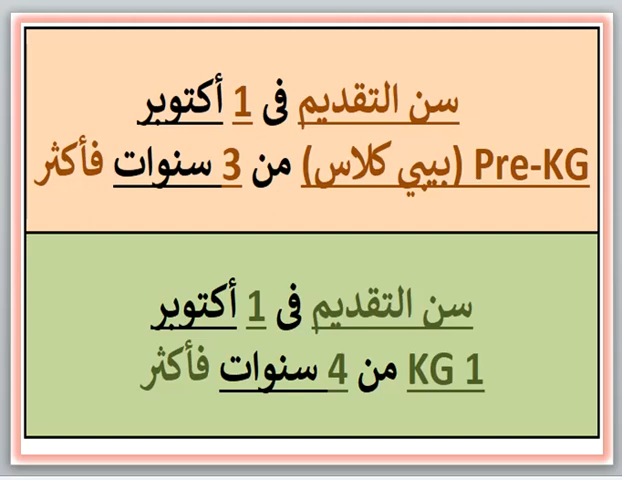 سن التقديم فى 1 أكتوبر
Pre-KG (بيبي كلاس) من 3 سنوات فأكثر
سن التقديم فى 1 أكتوبر
KG 1 من 4 سنوات فأكثر